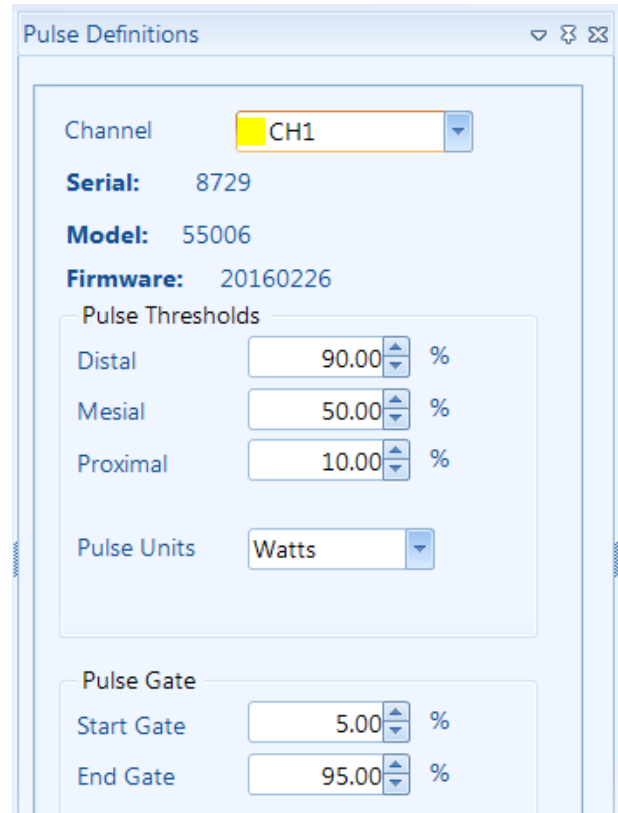 Pulse Definitions
Channel CH1
Serial: 8729
Model: 55006
Firmware: 20160226
Pulse Thresholds
Distal 90.00 %
Mesial 50.00 %
Proximal 10.00 %
Pulse Units Watts
Pulse Gate
Start Gate 5.00 %
End Gate 95.00 %